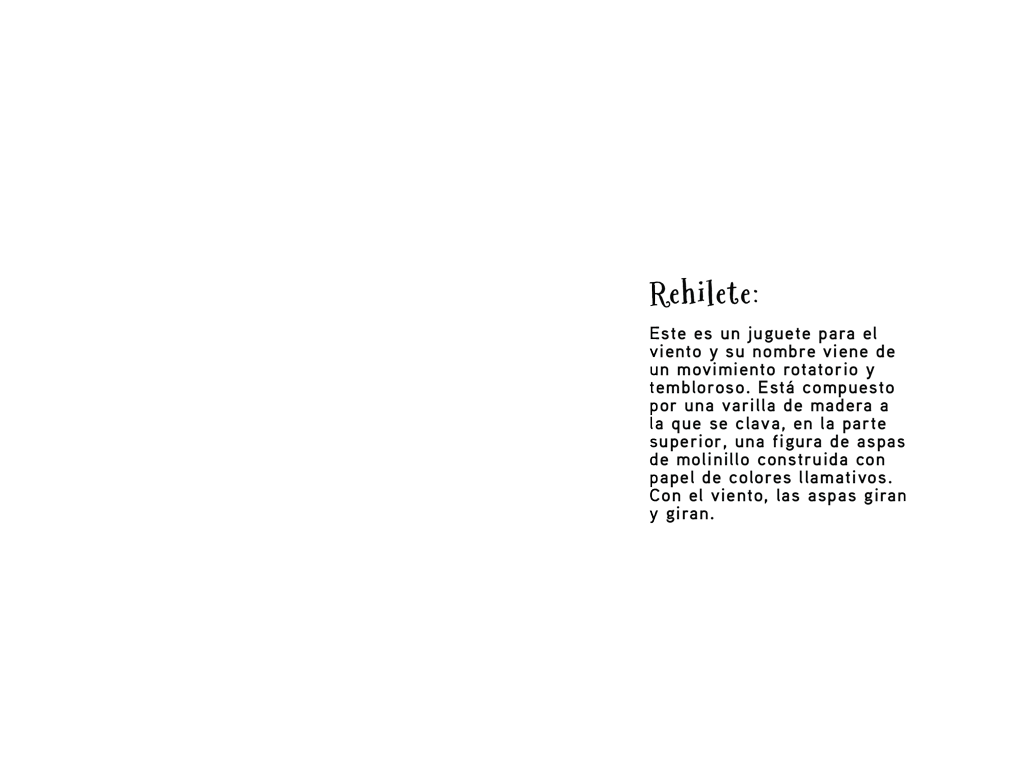 Rehilete:
Este es un juguete para el
viento y su nombre viene de
un movimiento rotatorio y
tembloroso. Está compuesto
por una varilla de madera a
la que se clava, en la parte
superior, una figura de aspas
de molinillo construida con
papel de colores llamativos.
Con el viento, las aspas giran
y giran.